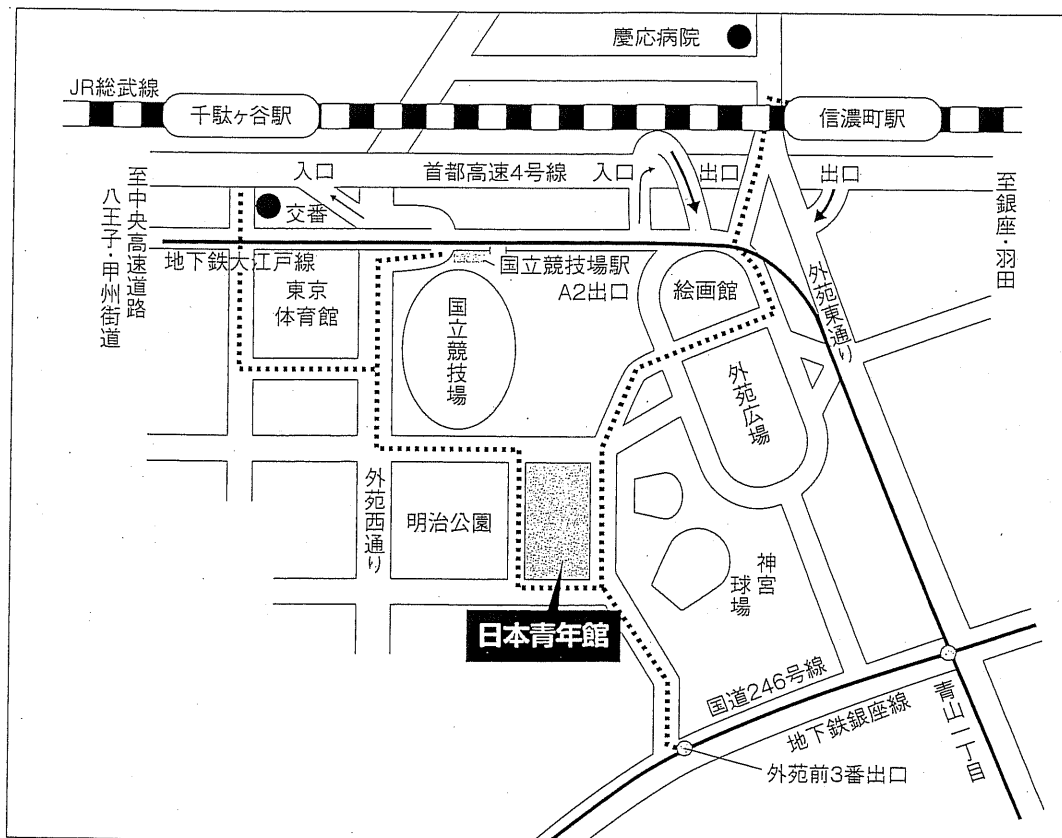 慶応病院
JR総武線
千駄ヶ谷駅
信濃町駅
入口
首都高速4号線
入口
出口
出口
至中央高速道路
八王子・甲州街道
交番
至銀座・羽田
地下鉄大江戸線
国立競技場駅
A2出口
絵画館
外苑東通り
東京
体育館
国立競技場
外苑広場
外苑西通り
明治公園
神宮
球場
日本青年館
国道246号線
地下鉄銀座線
青山一丁目
外苑前3番出口